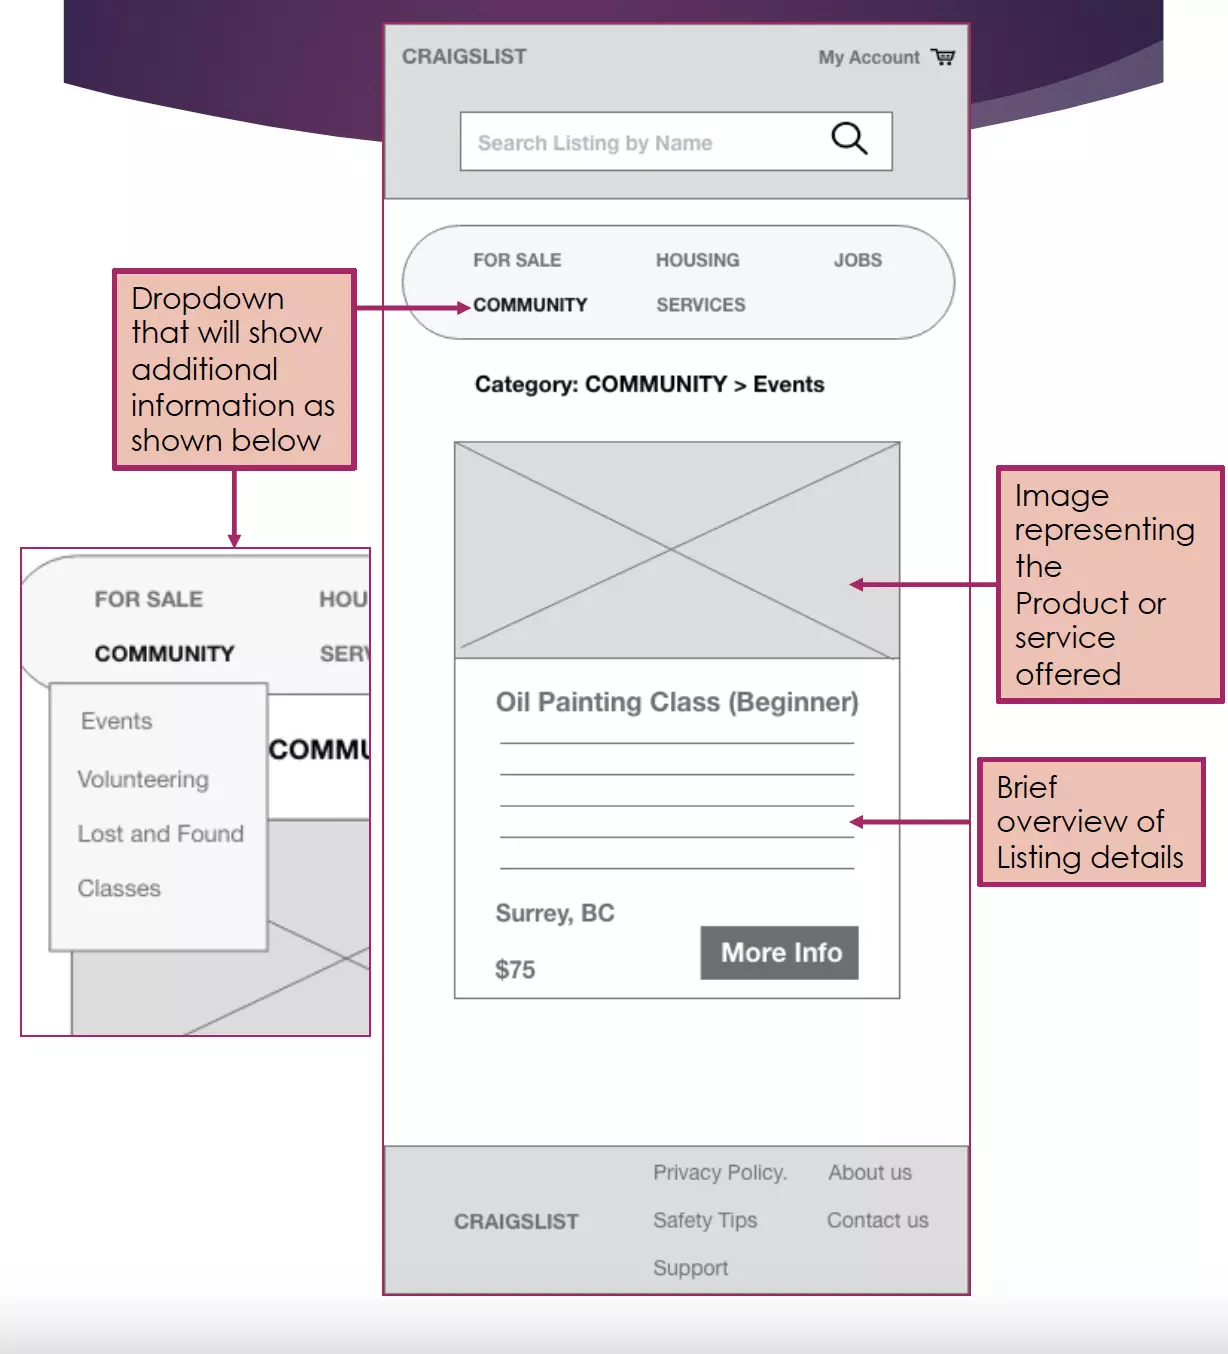 CRAIGSLIST
My Account
Search Listing by Name
FOR SALE HOUSING JOBS
COMMUNITY SERVICES
Category: COMMUNITY > Events
Dropdown
that will show
additional
information as
shown below
FOR SALE HOU
COMMUNITY SERV
Events
COMMU
Volunteering
Lost and Found
Classes
Image
representing
the
Product or
service
offered
Oil Painting Class (Beginner)
Brief
overview of
Listing details
Surrey, BC
$75
More Info
CRAIGSLIST
Privacy Policy. About us
Safety Tips Contact us
Support